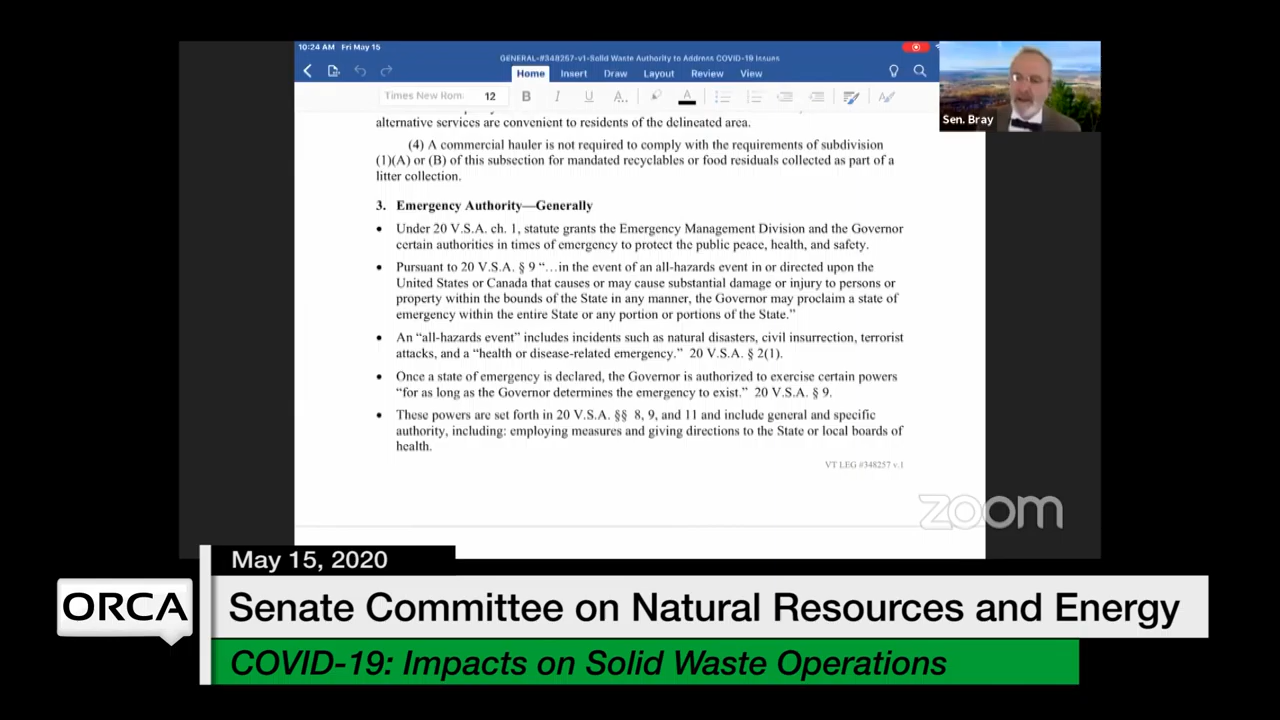 10:24 AM Fri May 15
GENERAL-#348257-v1-Solid Waste Authority to Address COVID-19 Issues
Home Insert Draw Layout Review View
Times New Rom 12 B I U A
alternative services are convenient to residents of the delineated area.
(4) A commercial hauler is not required to comply with the requirements of subdivision
(1)(A) or (B) of this subsection for mandated recyclables or food residuals collected as part of a
litter collection.
3. Emergency Authority—Generally
• Under 20 V.S.A. ch. 1, statute grants the Emergency Management Division and the Governor
certain authorities in times of emergency to protect the public peace, health, and safety.
• Pursuant to 20 V.S.A. § 9 “…in the event of an all-hazards event in or directed upon the
United States or Canada that causes or may cause substantial damage or injury to persons or
property within the bounds of the State in any manner, the Governor may proclaim a state of
emergency within the entire State or any portion or portions of the State.”
• An “all-hazards event” includes incidents such as natural disasters, civil insurrection, terrorist
attacks, and a “health or disease-related emergency.” 20 V.S.A. § 2(1).
• Once a state of emergency is declared, the Governor is authorized to exercise certain powers
“for as long as the Governor determines the emergency to exist.” 20 V.S.A. § 9.
• These powers are set forth in 20 V.S.A. §§ 8, 9, and 11 and include general and specific
authority, including: employing measures and giving directions to the State or local boards of
health.
VT LEG #348257 v.1
Sen. Bray
zoom
May 15, 2020
ORCA
Senate Committee on Natural Resources and Energy
COVID-19: Impacts on Solid Waste Operations